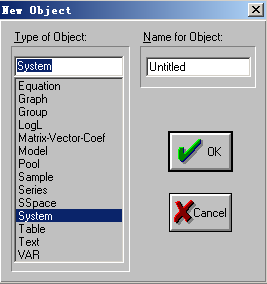 New Object
Type of Object:
System
Equation
Graph
Group
LogL
Matrix-Vector-Coef
Model
Pool
Sample
Series
SSpace
System
Table
Text
VAR
Name for Object:
Untitled
OK
Cancel